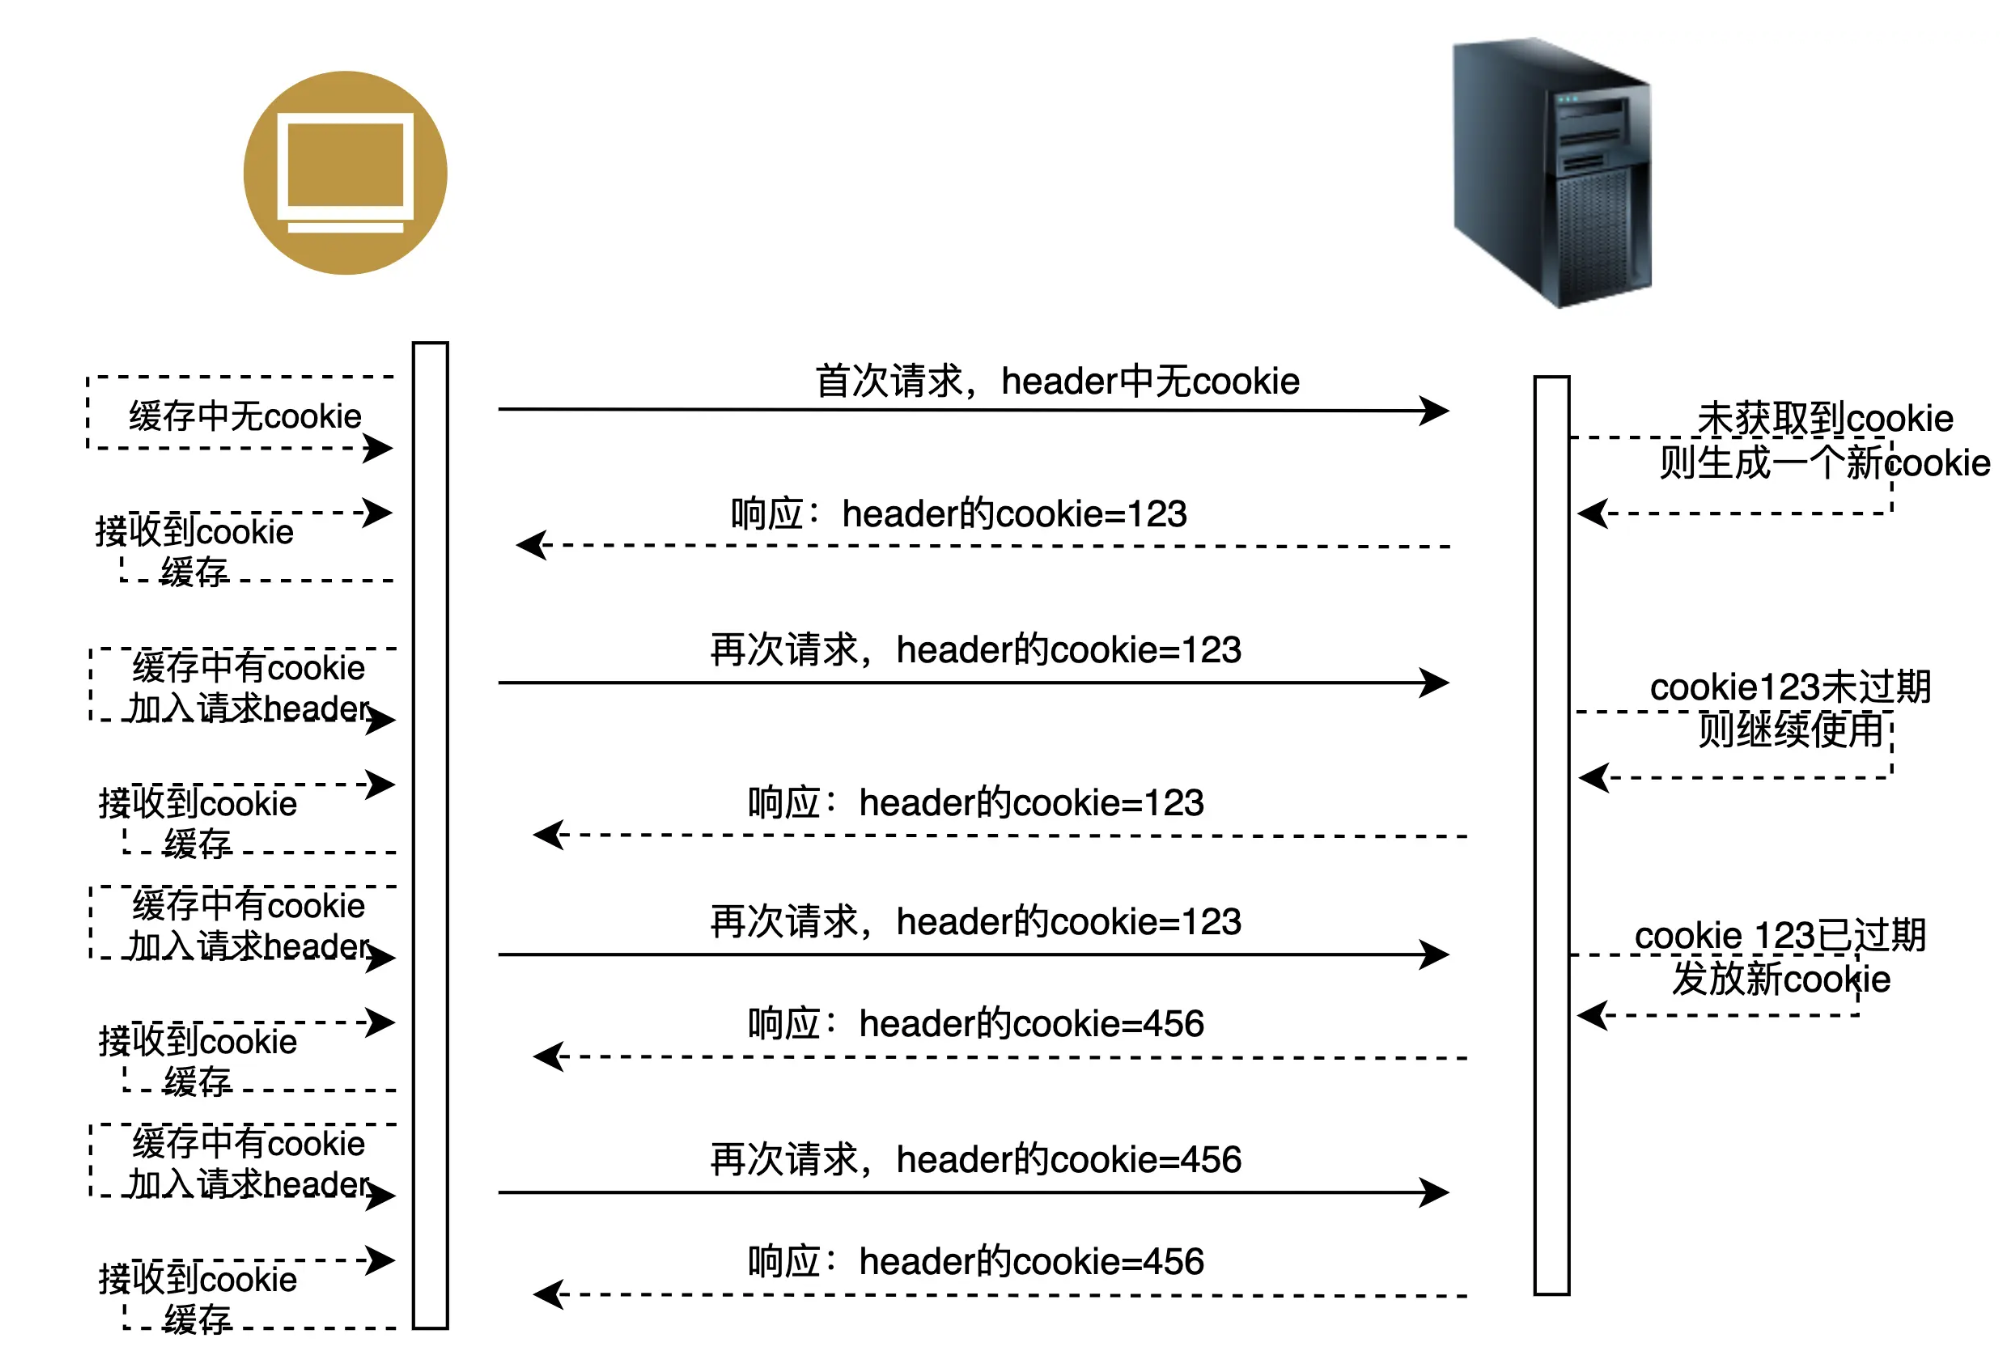 首次请求，header中无cookie
缓存中无cookie
未获取到cookie
则生成一个新cookie
响应：header的cookie=123
接收到cookie
缓存
再次请求，header的cookie=123
缓存中有cookie
加入请求header
cookie123未过期
则继续使用
响应：header的cookie=123
接收到cookie
缓存
再次请求，header的cookie=123
缓存中有cookie
加入请求header
cookie 123已过期
发放新cookie
响应：header的cookie=456
接收到cookie
缓存
再次请求，header的cookie=456
缓存中有cookie
加入请求header
响应：header的cookie=456
接收到cookie
缓存